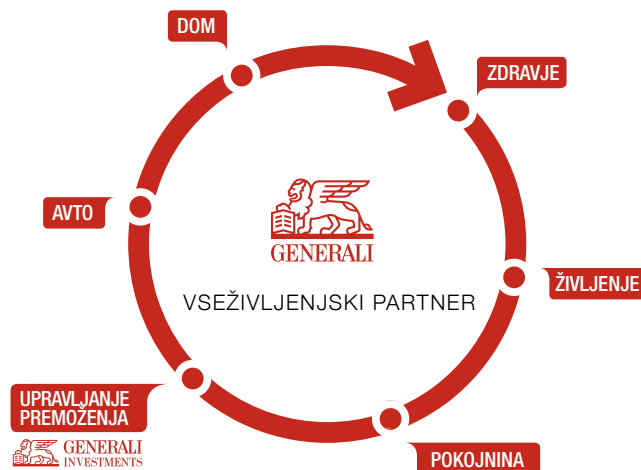 DOM
ZDRAVJE
AVTO
GENERALI
VSEŽIVLJENJSKI PARTNER
ŽIVLJENJE
UPRAVLJANJE
PREMOŽENJA
GENERALI
INVESTMENTS
POKOJNINA